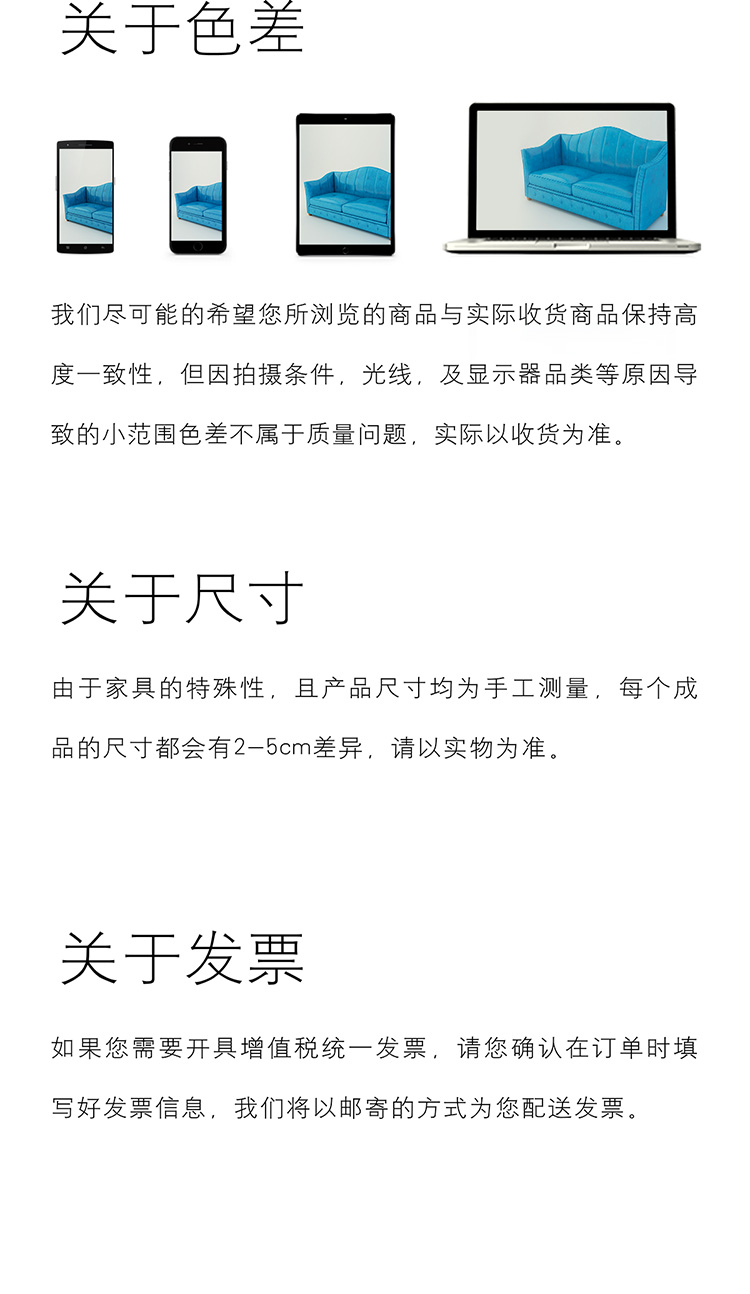 关于色差
我们尽可能的希望您所浏览的商品与实际收货商品保持高
度一致性，但因拍摄条件，光线，及显示器品类等原因导
致的小范围色差不属于质量问题，实际以收货为准。
关于尺寸
由于家具的特殊性，且产品尺寸均为手工测量，每个成
品的尺寸都会有2-5cm差异，请以实物为准。
关于发票
如果您需要开具增值税统一发票，请您确认在订单时填
写好发票信息，我们将以邮寄的方式为您配送发票。